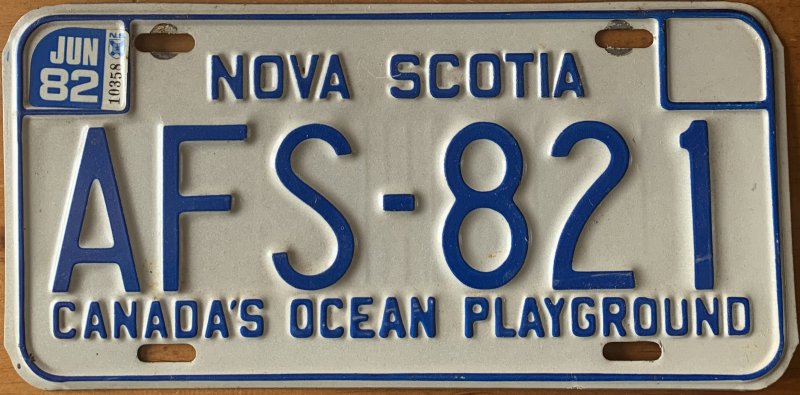 JUN
82
10358
NOVA SCOTIA
AFS-821
CANADA'S OCEAN PLAYGROUND